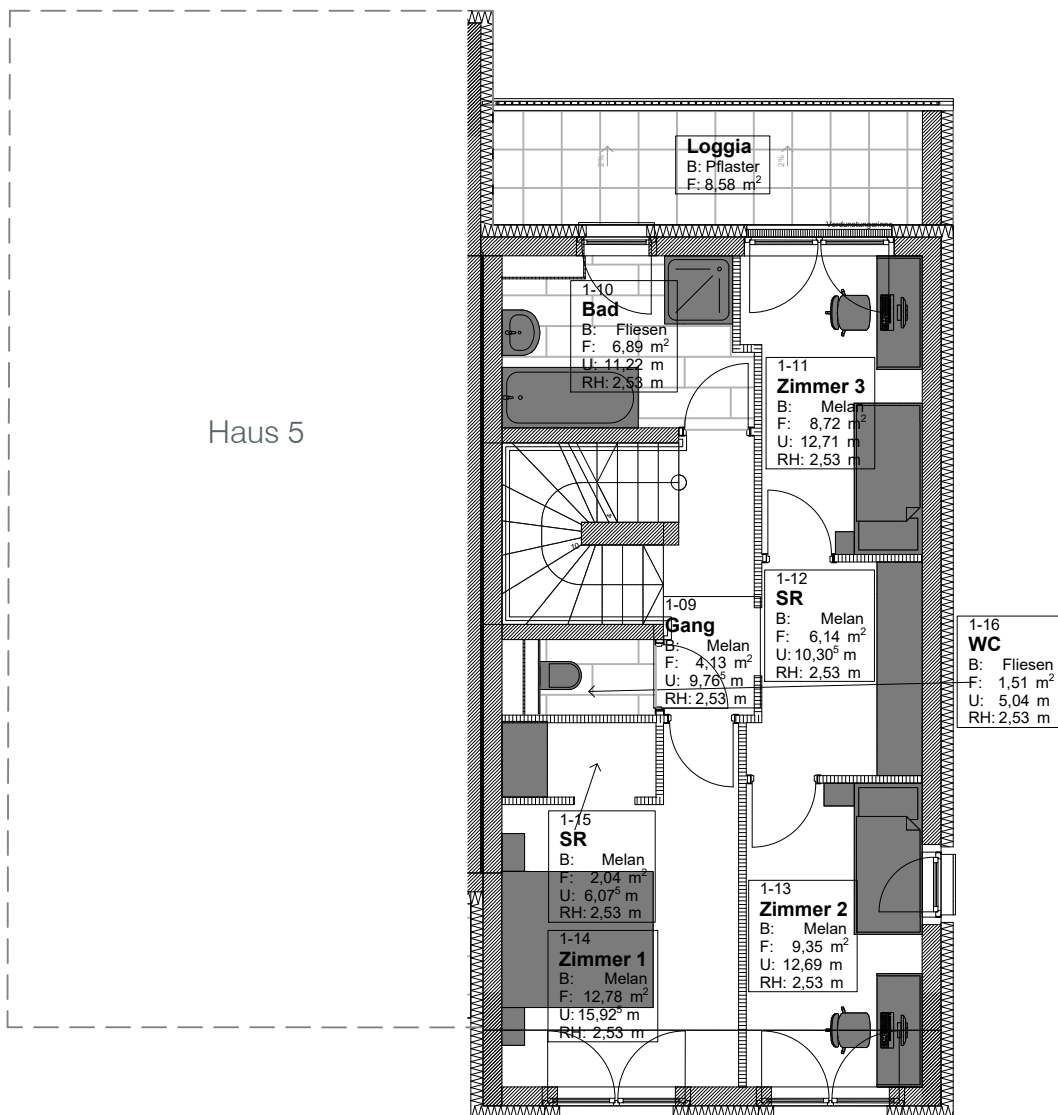 Loggia
B: Pflaster
F: 8,58 m²
2%
2%
Verdunstungsrinne
1-10
Bad
B: Fliesen
F: 6,89 m²
U: 11,22 m
RH: 2,53 m
1-11
Zimmer 3
B: Melan
F: 8,72 m²
U: 12,71 m
RH: 2,53 m
Haus 5
4
10
1-12
SR
B: Melan
F: 6,14 m²
U: 10,30⁵ m
RH: 2,53 m
1-09
Gang
B: Melan
F: 4,13 m²
U: 9,76⁵ m
RH: 2,53 m
1-16
WC
B: Fliesen
F: 1,51 m²
U: 5,04 m
RH: 2,53 m
1-15
SR
B: Melan
F: 2,04 m²
U: 6,07⁵ m
RH: 2,53 m
1-13
Zimmer 2
B: Melan
F: 9,35 m²
U: 12,69 m
RH: 2,53 m
1-14
Zimmer 1
B: Melan
F: 12,78 m²
U: 15,92⁵ m
RH: 2,53 m